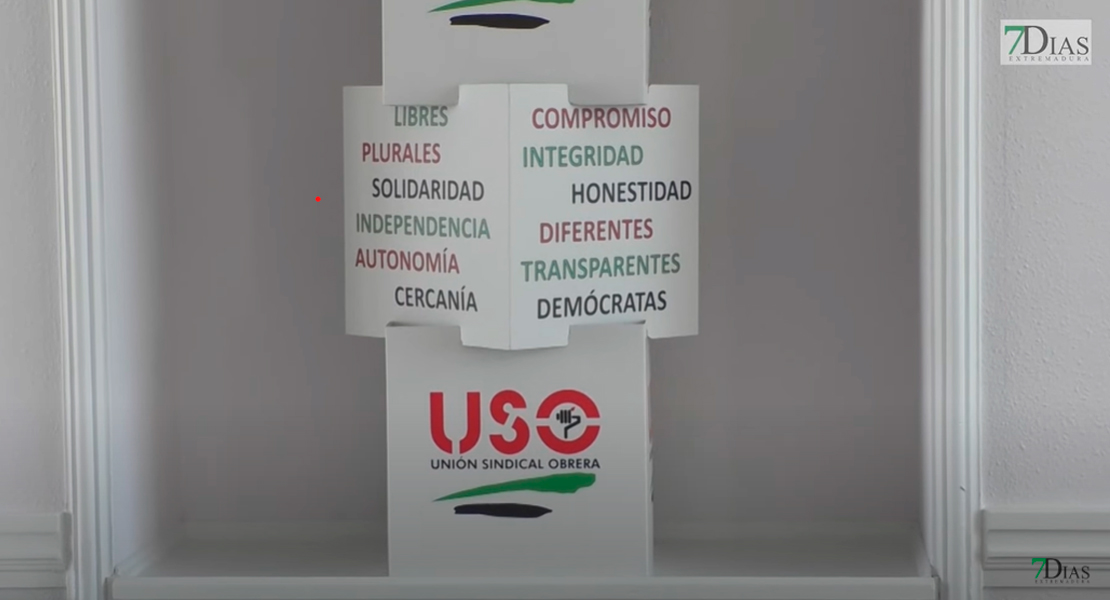 7DIAS
EXTREMADURA
LIBRES
PLURALES
SOLIDARIDAD
INDEPENDENCIA
AUTONOMÍA
CERCANÍA
COMPROMISO
INTEGRIDAD
HONESTIDAD
DIFERENTES
TRANSPARENTES
DEMÓCRATAS
USO
UNIÓN SINDICAL OBRERA
7DIAS
EXTREMADURA